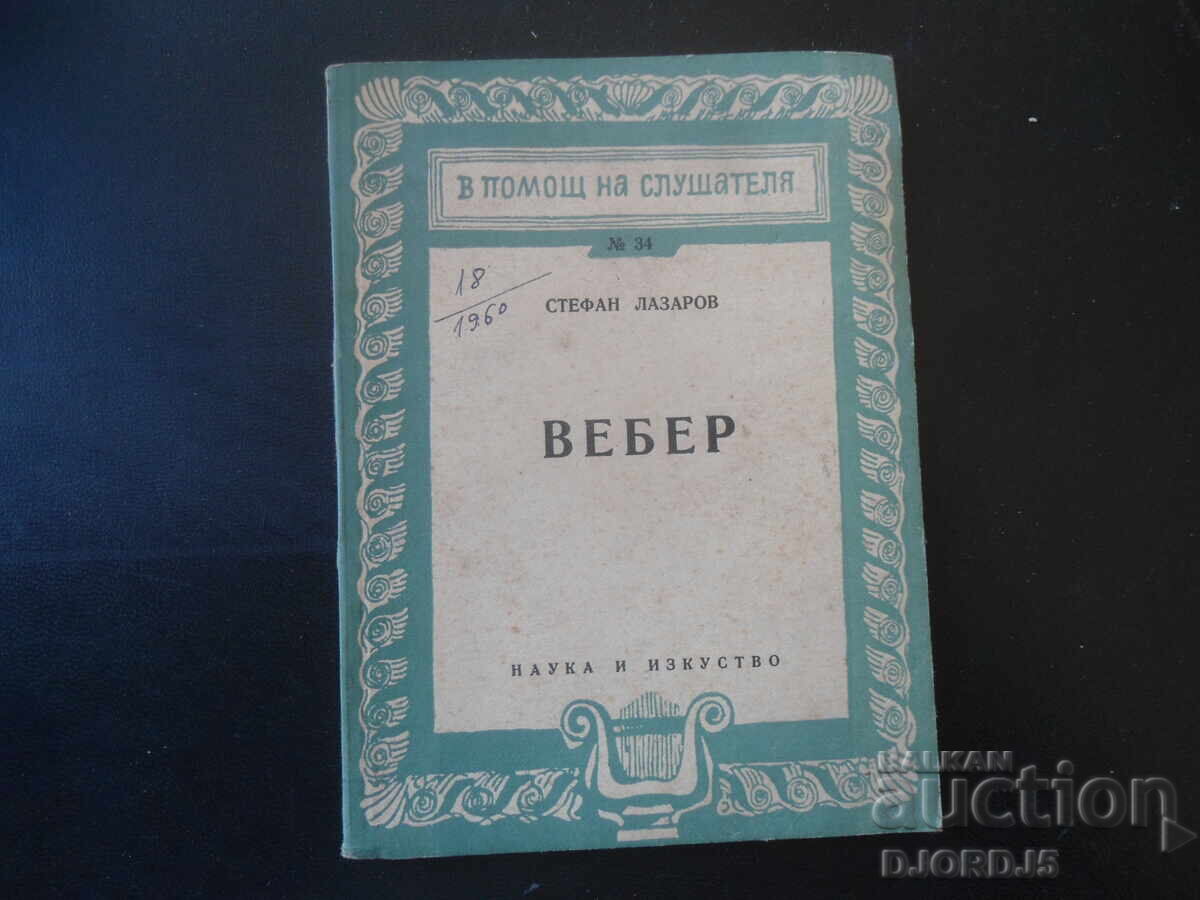 В ПОМОЩ НА СЛУШАТЕЛЯ
№ 34
18
1960
СТЕФАН ЛАЗАРОВ
ВЕБЕР
НАУКА И ИЗКУСТВО
BALKAN
auction
DJORDJ5